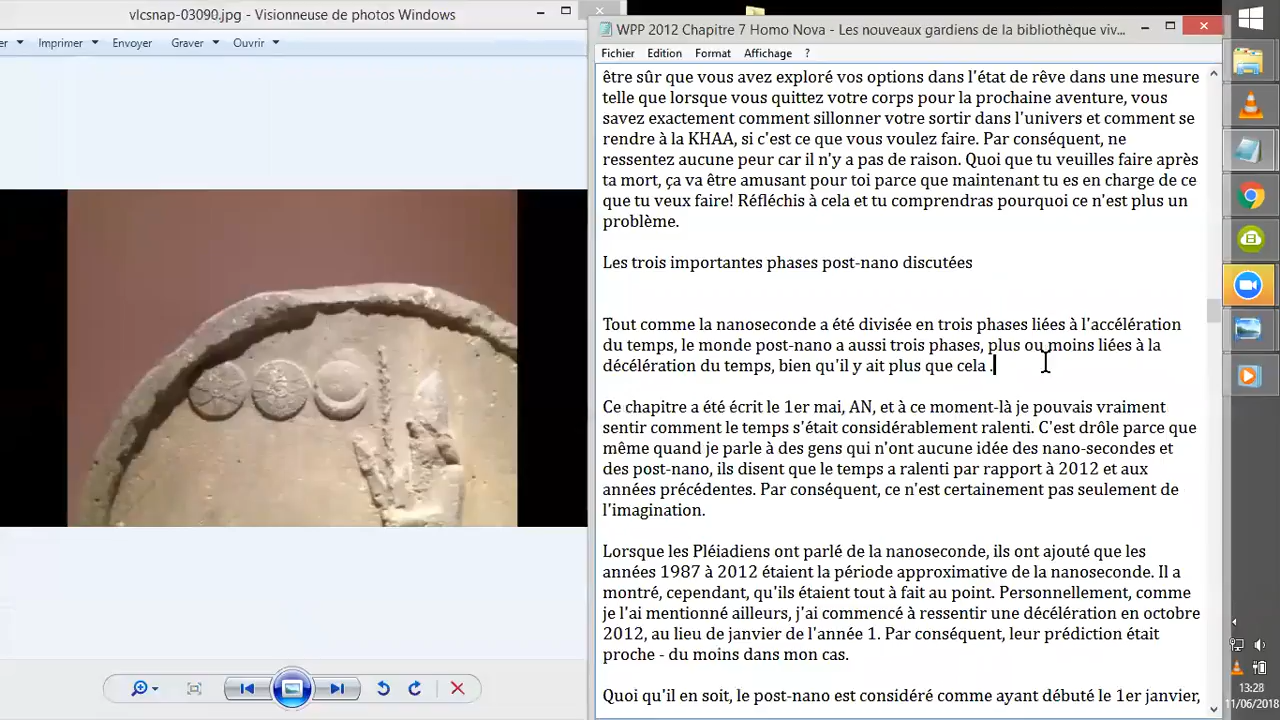 vlcsnap-03090.jpg - Visionneuse de photos Windows
Imprimer Envoyer Graver Ouvrir
WPP 2012 Chapitre 7 Homo Nova - Les nouveaux gardiens de la bibliothèque viv...
Fichier Edition Format Affichage ?
être sûr que vous avez exploré vos options dans l'état de rêve dans une mesure
telle que lorsque vous quittez votre corps pour la prochaine aventure, vous
savez exactement comment sillonner votre sortir dans l'univers et comment se
rendre à la KHAA, si c'est ce que vous voulez faire. Par conséquent, ne
ressentez aucune peur car il n'y a pas de raison. Quoi que tu veuilles faire après
ta mort, ça va être amusant pour toi parce que maintenant tu es en charge de ce
que tu veux faire! Réfléchis à cela et tu comprendras pourquoi ce n'est plus un
problème.
Les trois importantes phases post-nano discutées
Tout comme la nanoseconde a été divisée en trois phases liées à l'accélération
du temps, le monde post-nano a aussi trois phases, plus ou moins liées à la
décélération du temps, bien qu'il y ait plus que cela .
Ce chapitre a été écrit le 1er mai, AN, et à ce moment-là je pouvais vraiment
sentir comment le temps s'était considérablement ralenti. C'est drôle parce que
même quand je parle à des gens qui n'ont aucune idée des nano-secondes et
des post-nano, ils disent que le temps a ralenti par rapport à 2012 et aux
années précédentes. Par conséquent, ce n'est certainement pas seulement de
l'imagination.
Lorsque les Pléiadiens ont parlé de la nanoseconde, ils ont ajouté que les
années 1987 à 2012 étaient la période approximative de la nanoseconde. Il a
montré, cependant, qu'ils étaient tout à fait au point. Personnellement, comme
je l'ai mentionné ailleurs, j'ai commencé à ressentir une décélération en octobre
2012, au lieu de janvier de l'année 1. Par conséquent, leur prédiction était
proche - du moins dans mon cas.
Quoi qu'il en soit, le post-nano est considéré comme ayant débuté le 1er janvier,
13:28
11/06/2018